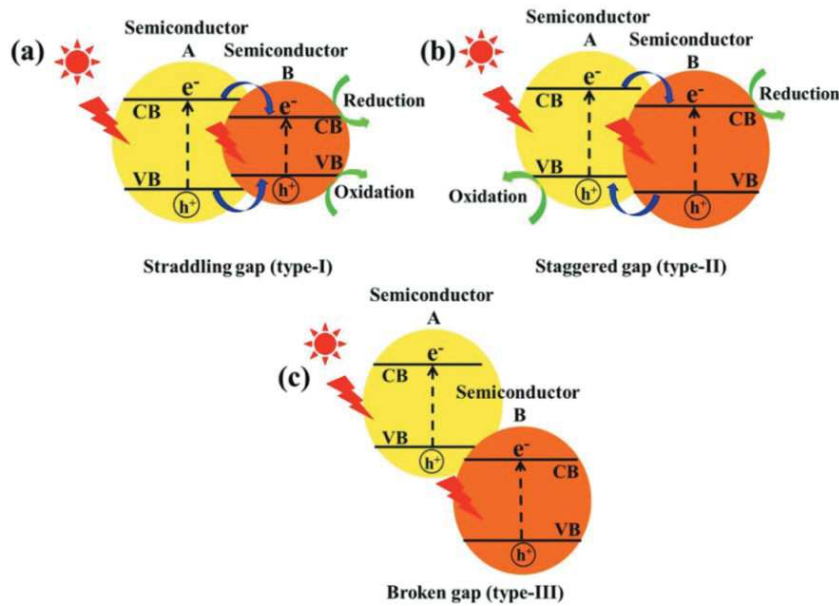 (a)
Semiconductor
A
Semiconductor
B
e-
e-
CB
CB
Reduction
VB
VB
h+
h+
Oxidation
Straddling gap (type-I)
(b)
Semiconductor
A
Semiconductor
B
e-
e-
CB
CB
Reduction
VB
VB
h+
h+
Oxidation
Staggered gap (type-II)
(c)
Semiconductor
A
e-
CB
Semiconductor
B
VB
h+
e-
CB
VB
h+
Broken gap (type-III)